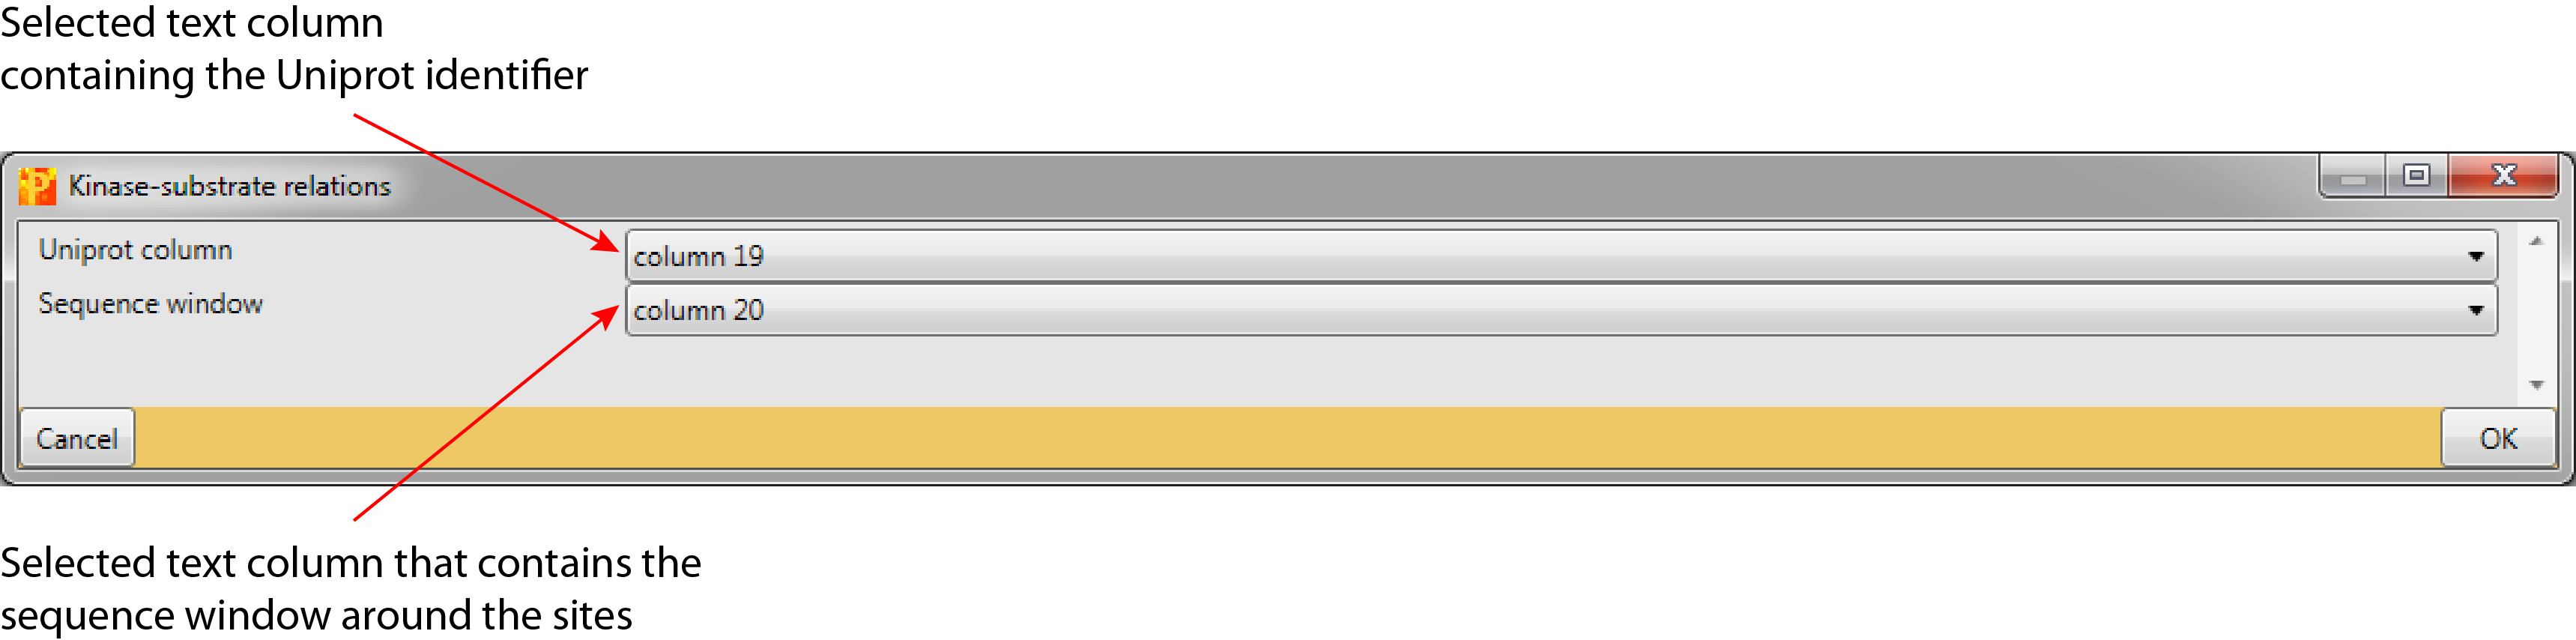 Selected text column
containing the Uniprot identifier
Kinase-substrate relations
Uniprot column
column 19
Sequence window
column 20
Cancel
OK
Selected text column that contains the
sequence window around the sites